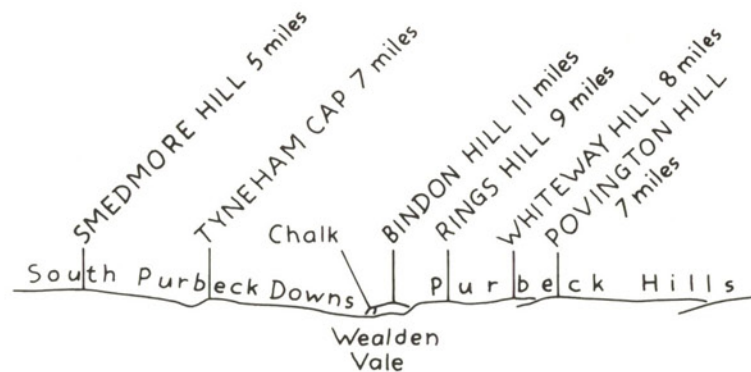 SMEDMORE HILL 5 miles
TYNEHAM CAP 7 miles
Chalk
BINDON HILL 11 miles
RINGS HILL 9 miles
WHITEWAY HILL 8 miles
POVINGTON HILL
7 miles
South Purbeck Downs
Purbeck Hills
Wealden
Vale